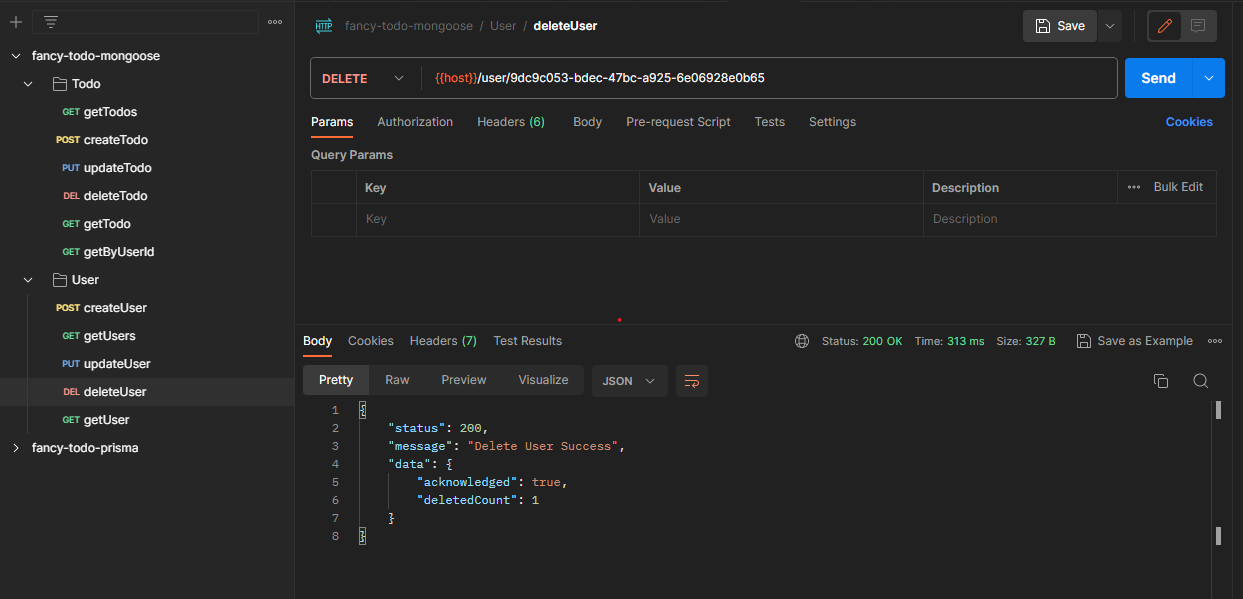 fancy-todo-mongoose
Todo
GET getTodos
POST createTodo
PUT updateTodo
DEL deleteTodo
GET getTodo
GET getByUserId
User
POST createUser
GET getUsers
PUT updateUser
DEL deleteUser
GET getUser
fancy-todo-prisma
HTTP fancy-todo-mongoose / User / deleteUser
Save
DELETE {{host}}/user/9dc9c053-bdec-47bc-a925-6e06928e0b65 Send
Params Authorization Headers (6) Body Pre-request Script Tests Settings Cookies
Query Params
Key Value Description Bulk Edit
Key Value Description
Body Cookies Headers (7) Test Results Status: 200 OK Time: 313 ms Size: 327 B Save as Example
Pretty Raw Preview Visualize JSON
1 {
2 "status": 200,
3 "message": "Delete User Success",
4 "data": {
5 "acknowledged": true,
6 "deletedCount": 1
7 }
8 }